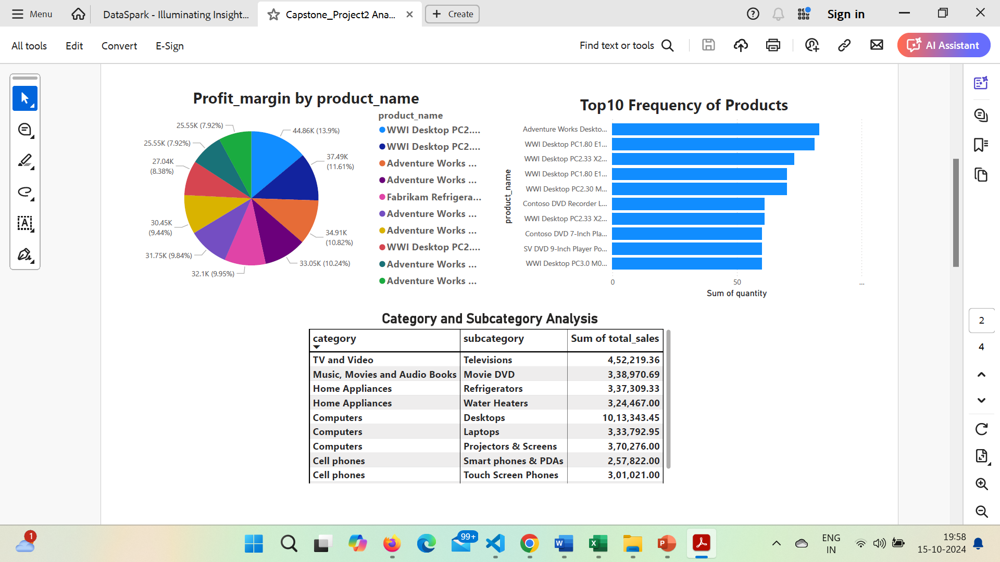 Menu
DataSpark - Illuminating Insight...
Capstone_Project2 Ana...
Create
Sign in
All tools
Edit
Convert
E-Sign
Find text or tools
AI Assistant
Profit_margin by product_name
25.55K (7.92%)
44.86K (13.9%)
25.55K (7.92%)
37.49K
(11.61%)
27.04K
(8.38%)
30.45K
(9.44%)
34.91K
(10.82%)
31.75K (9.84%)
33.05K (10.24%)
32.1K (9.95%)
product_name
WWI Desktop PC2....
WWI Desktop PC2....
Adventure Works ...
Adventure Works ...
Fabrikam Refrigera...
Adventure Works ...
Adventure Works ...
WWI Desktop PC2....
Adventure Works ...
Adventure Works ...
Top10 Frequency of Products
product_name
Adventure Works Deskto...
WWI Desktop PC1.80 E1...
WWI Desktop PC2.33 X2...
WWI Desktop PC1.80 E1...
WWI Desktop PC2.30 M...
Contoso DVD Recorder L...
WWI Desktop PC2.33 X2...
Contoso DVD 7-Inch Pla...
SV DVD 9-Inch Player Po...
WWI Desktop PC3.0 M0...
0 50 ...
Sum of quantity
Category and Subcategory Analysis
category subcategory Sum of total_sales
TV and Video Televisions 4,52,219.36
Music, Movies and Audio Books Movie DVD 3,38,970.69
Home Appliances Refrigerators 3,37,309.33
Home Appliances Water Heaters 3,24,467.00
Computers Desktops 10,13,343.45
Computers Laptops 3,33,792.95
Computers Projectors & Screens 3,70,276.00
Cell phones Smart phones & PDAs 2,57,822.00
Cell phones Touch Screen Phones 3,01,021.00
2
4
1
99+
ENG
IN
19:58
15-10-2024